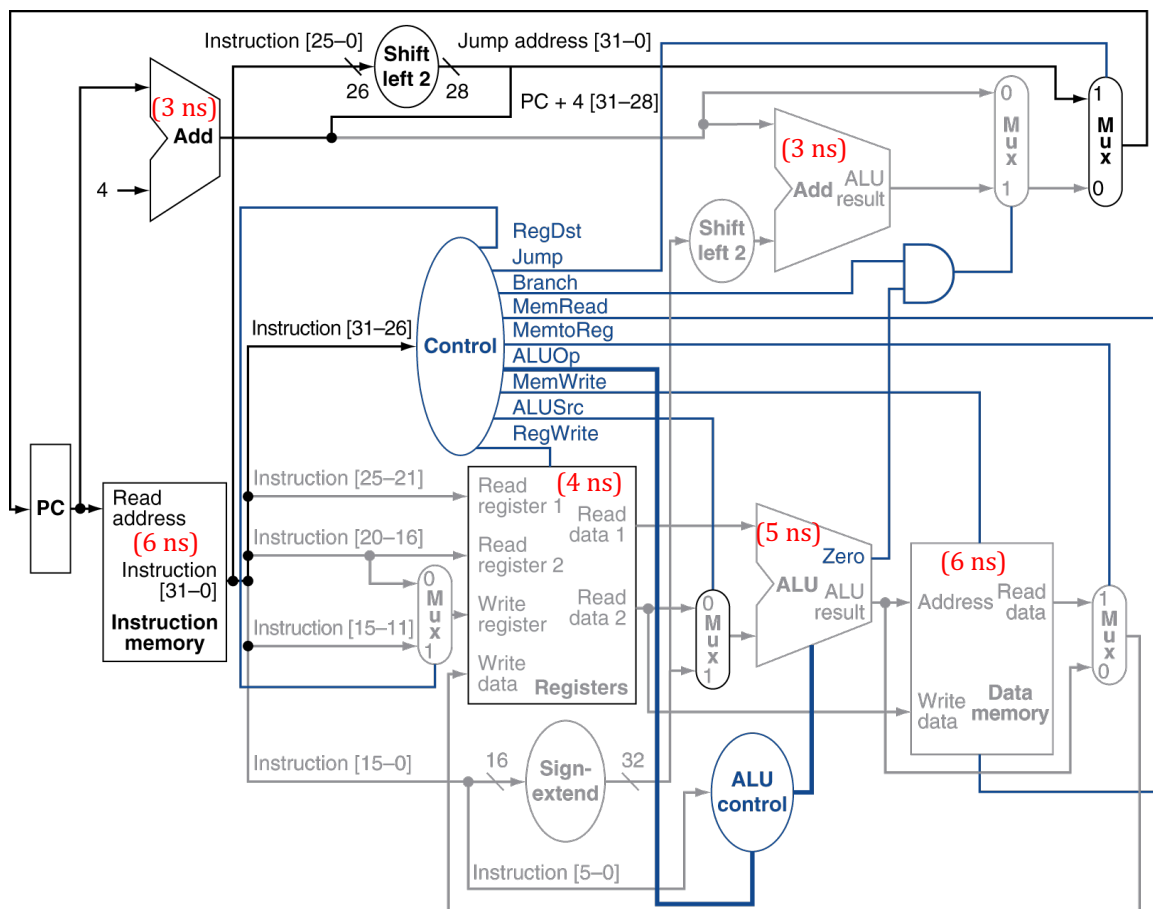 Instruction [25–0]
Shift
left 2
Jump address [31–0]
26
28
PC + 4 [31–28]
(3 ns)
Add
4
0
M
u
x
1
1
M
u
x
0
(3 ns)
Add
ALU
result
Shift
left 2
RegDst
Jump
Branch
MemRead
MemtoReg
ALUOp
MemWrite
ALUSrc
RegWrite
Instruction [31–26]
Control
PC
Read
address
(6 ns)
Instruction
[31–0]
Instruction
memory
Instruction [25–21]
Instruction [20–16]
Instruction [15–11]
0
M
u
x
1
(4 ns)
Read
register 1
Read
data 1
Read
register 2
Write
register
Read
data 2
Write
data
Registers
0
M
u
x
1
(5 ns)
Zero
ALU
ALU
result
(6 ns)
Address
Read
data
Write
data
Data
memory
1
M
u
x
0
Instruction [15–0]
16
Sign-
extend
32
ALU
control
Instruction [5–0]